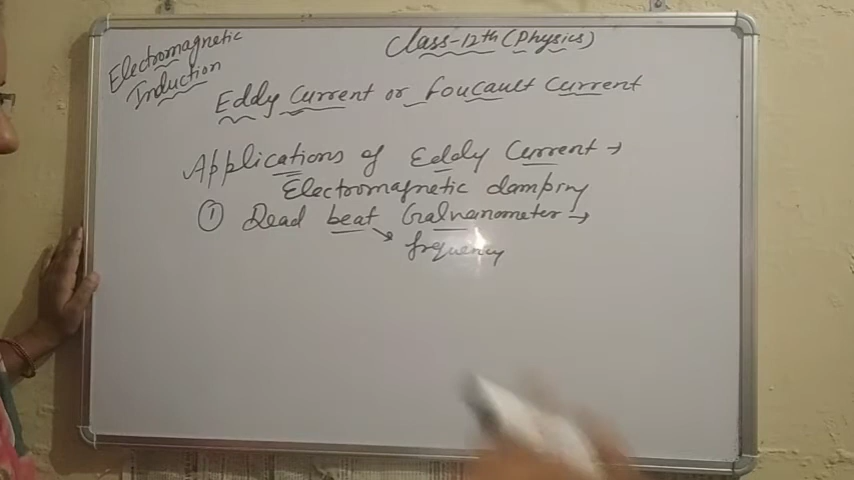 Electromagnetic
Induction
Class-12th (Physics)
Eddy Current or Foucault Current
Applications of Eddy Current →
Electromagnetic damping
① Dead beat Galvanometer →
frequency